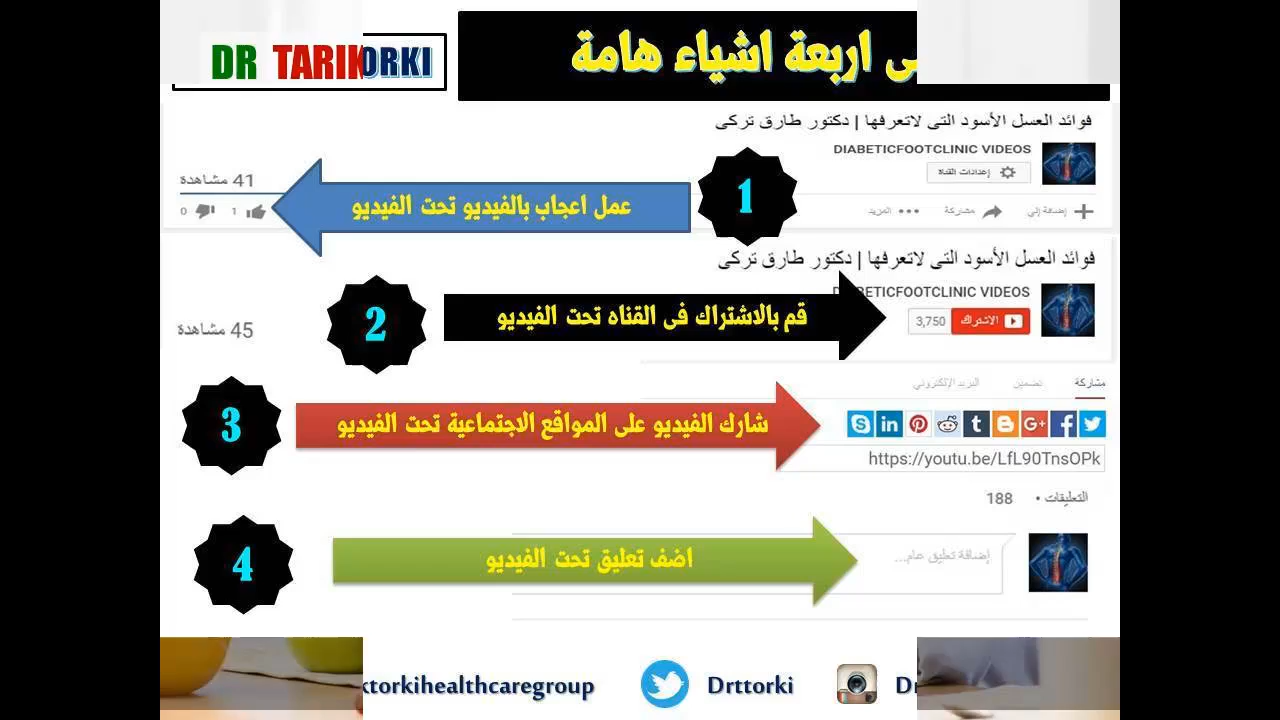 DR TARIK ORKI
اربعة اشياء هامة
فوائد العسل الأسود التى لاتعرفها | دكتور طارق تركى
DIABETICFOOTCLINIC VIDEOS
إعدادات القناة
41 مشاهدة
إضافة إلى
مشاركة
المزيد
1
0
1
عمل اعجاب بالفيديو تحت الفيديو
فوائد العسل الأسود التى لاتعرفها | دكتور طارق تركى
ETICFOOTCLINIC VIDEOS
الاشتراك 3,750
45 مشاهدة
2
قم بالاشتراك فى القناه تحت الفيديو
مشاركة
تضمين
البريد الإلكتروني
3
شارك الفيديو على المواقع الاجتماعية تحت الفيديو
https://youtu.be/LfL90TnsOPk
التعليقات • 188
4
اضف تعليق تحت الفيديو
إضافة تعليق عام...
ktorkihealthcaregroup
Drttorki